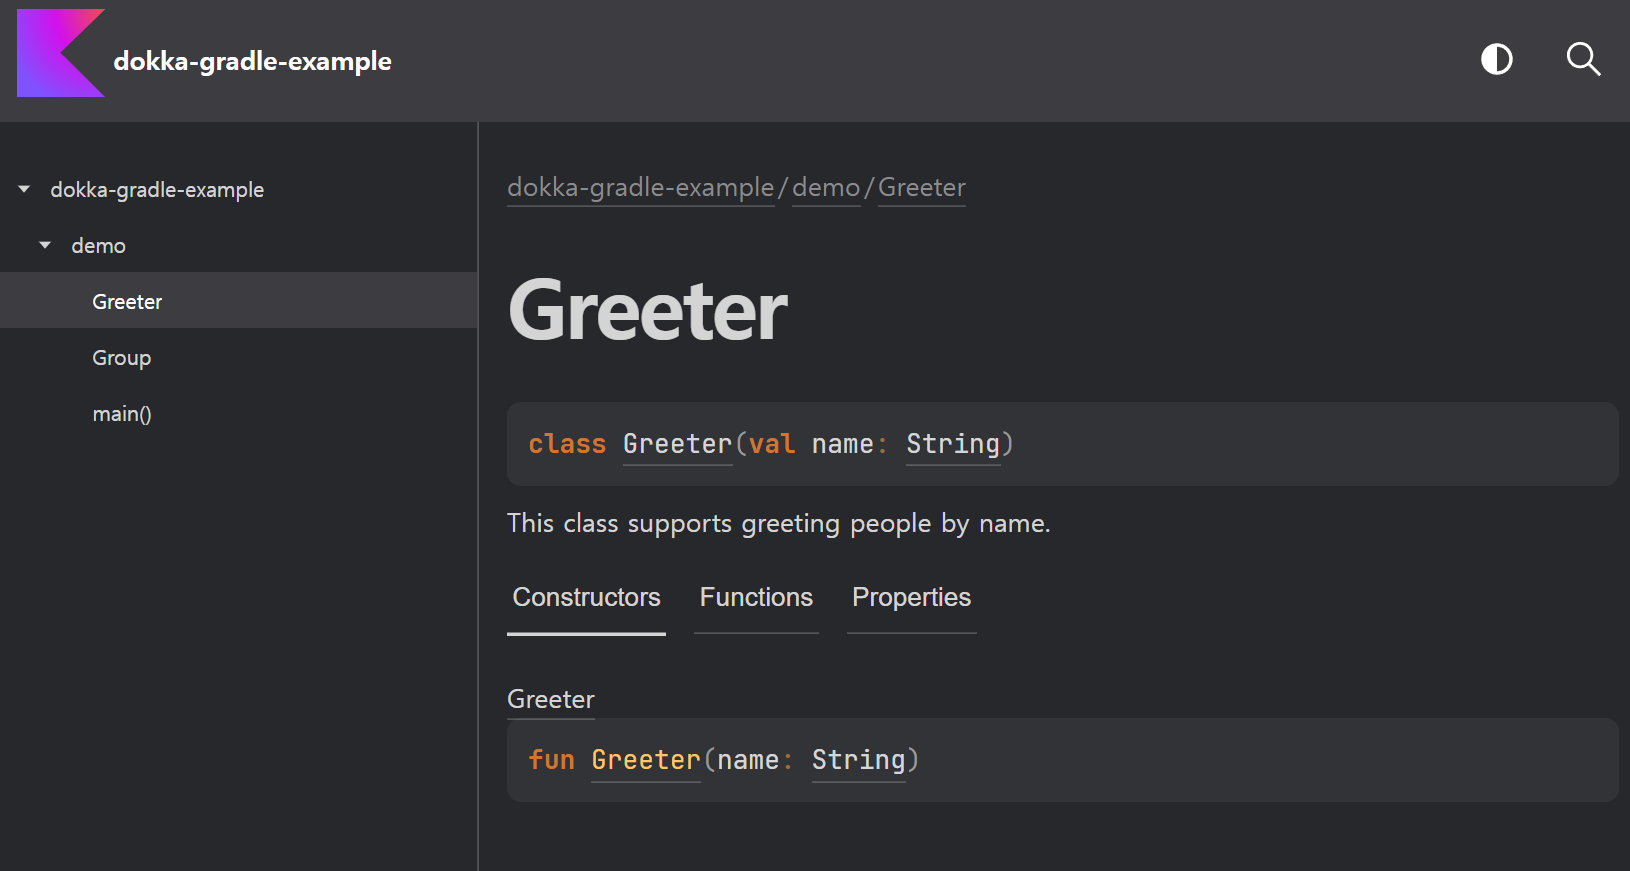 dokka-gradle-example
dokka-gradle-example
demo
Greeter
Group
main()
dokka-gradle-example/demo/Greeter
Greeter
class Greeter(val name: String)
This class supports greeting people by name.
Constructors Functions Properties
Greeter
fun Greeter(name: String)